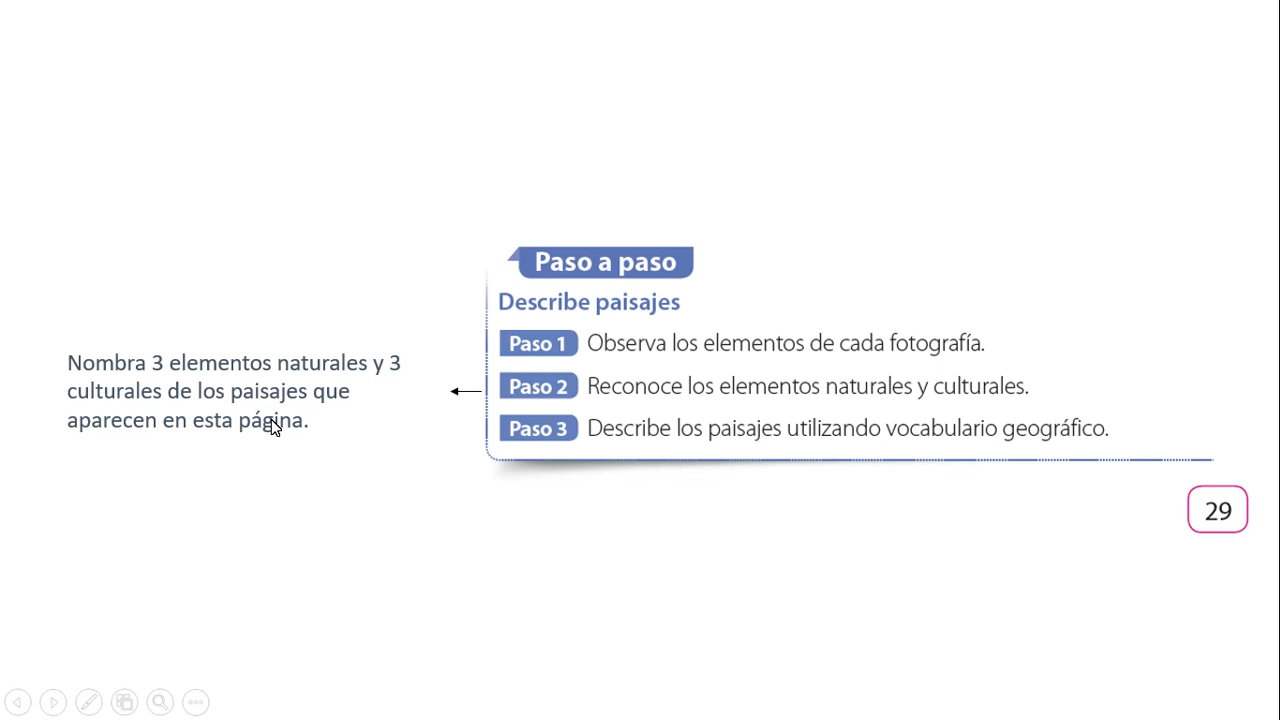 Nombra 3 elementos naturales y 3
culturales de los paisajes que
aparecen en esta página.
Paso a paso
Describe paisajes
Paso 1 Observa los elementos de cada fotografía.
Paso 2 Reconoce los elementos naturales y culturales.
Paso 3 Describe los paisajes utilizando vocabulario geográfico.
29